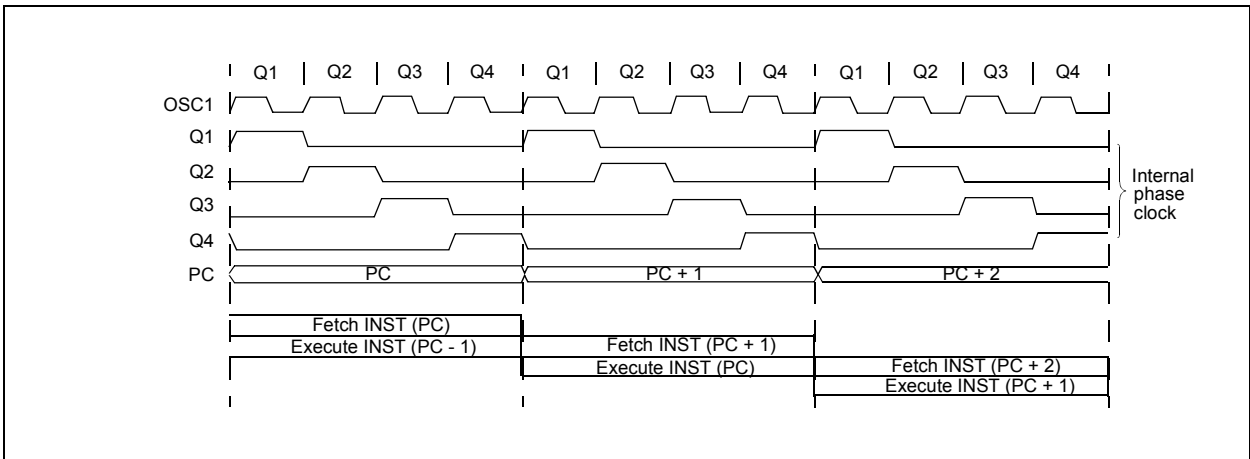 Q1 Q2 Q3 Q4 Q1 Q2 Q3 Q4 Q1 Q2 Q3 Q4
OSC1
Q1
Q2
Q3
Q4
Internal
phase
clock
PC PC PC + 1 PC + 2
Fetch INST (PC)
Execute INST (PC - 1) Fetch INST (PC + 1)
Execute INST (PC) Fetch INST (PC + 2)
Execute INST (PC + 1)